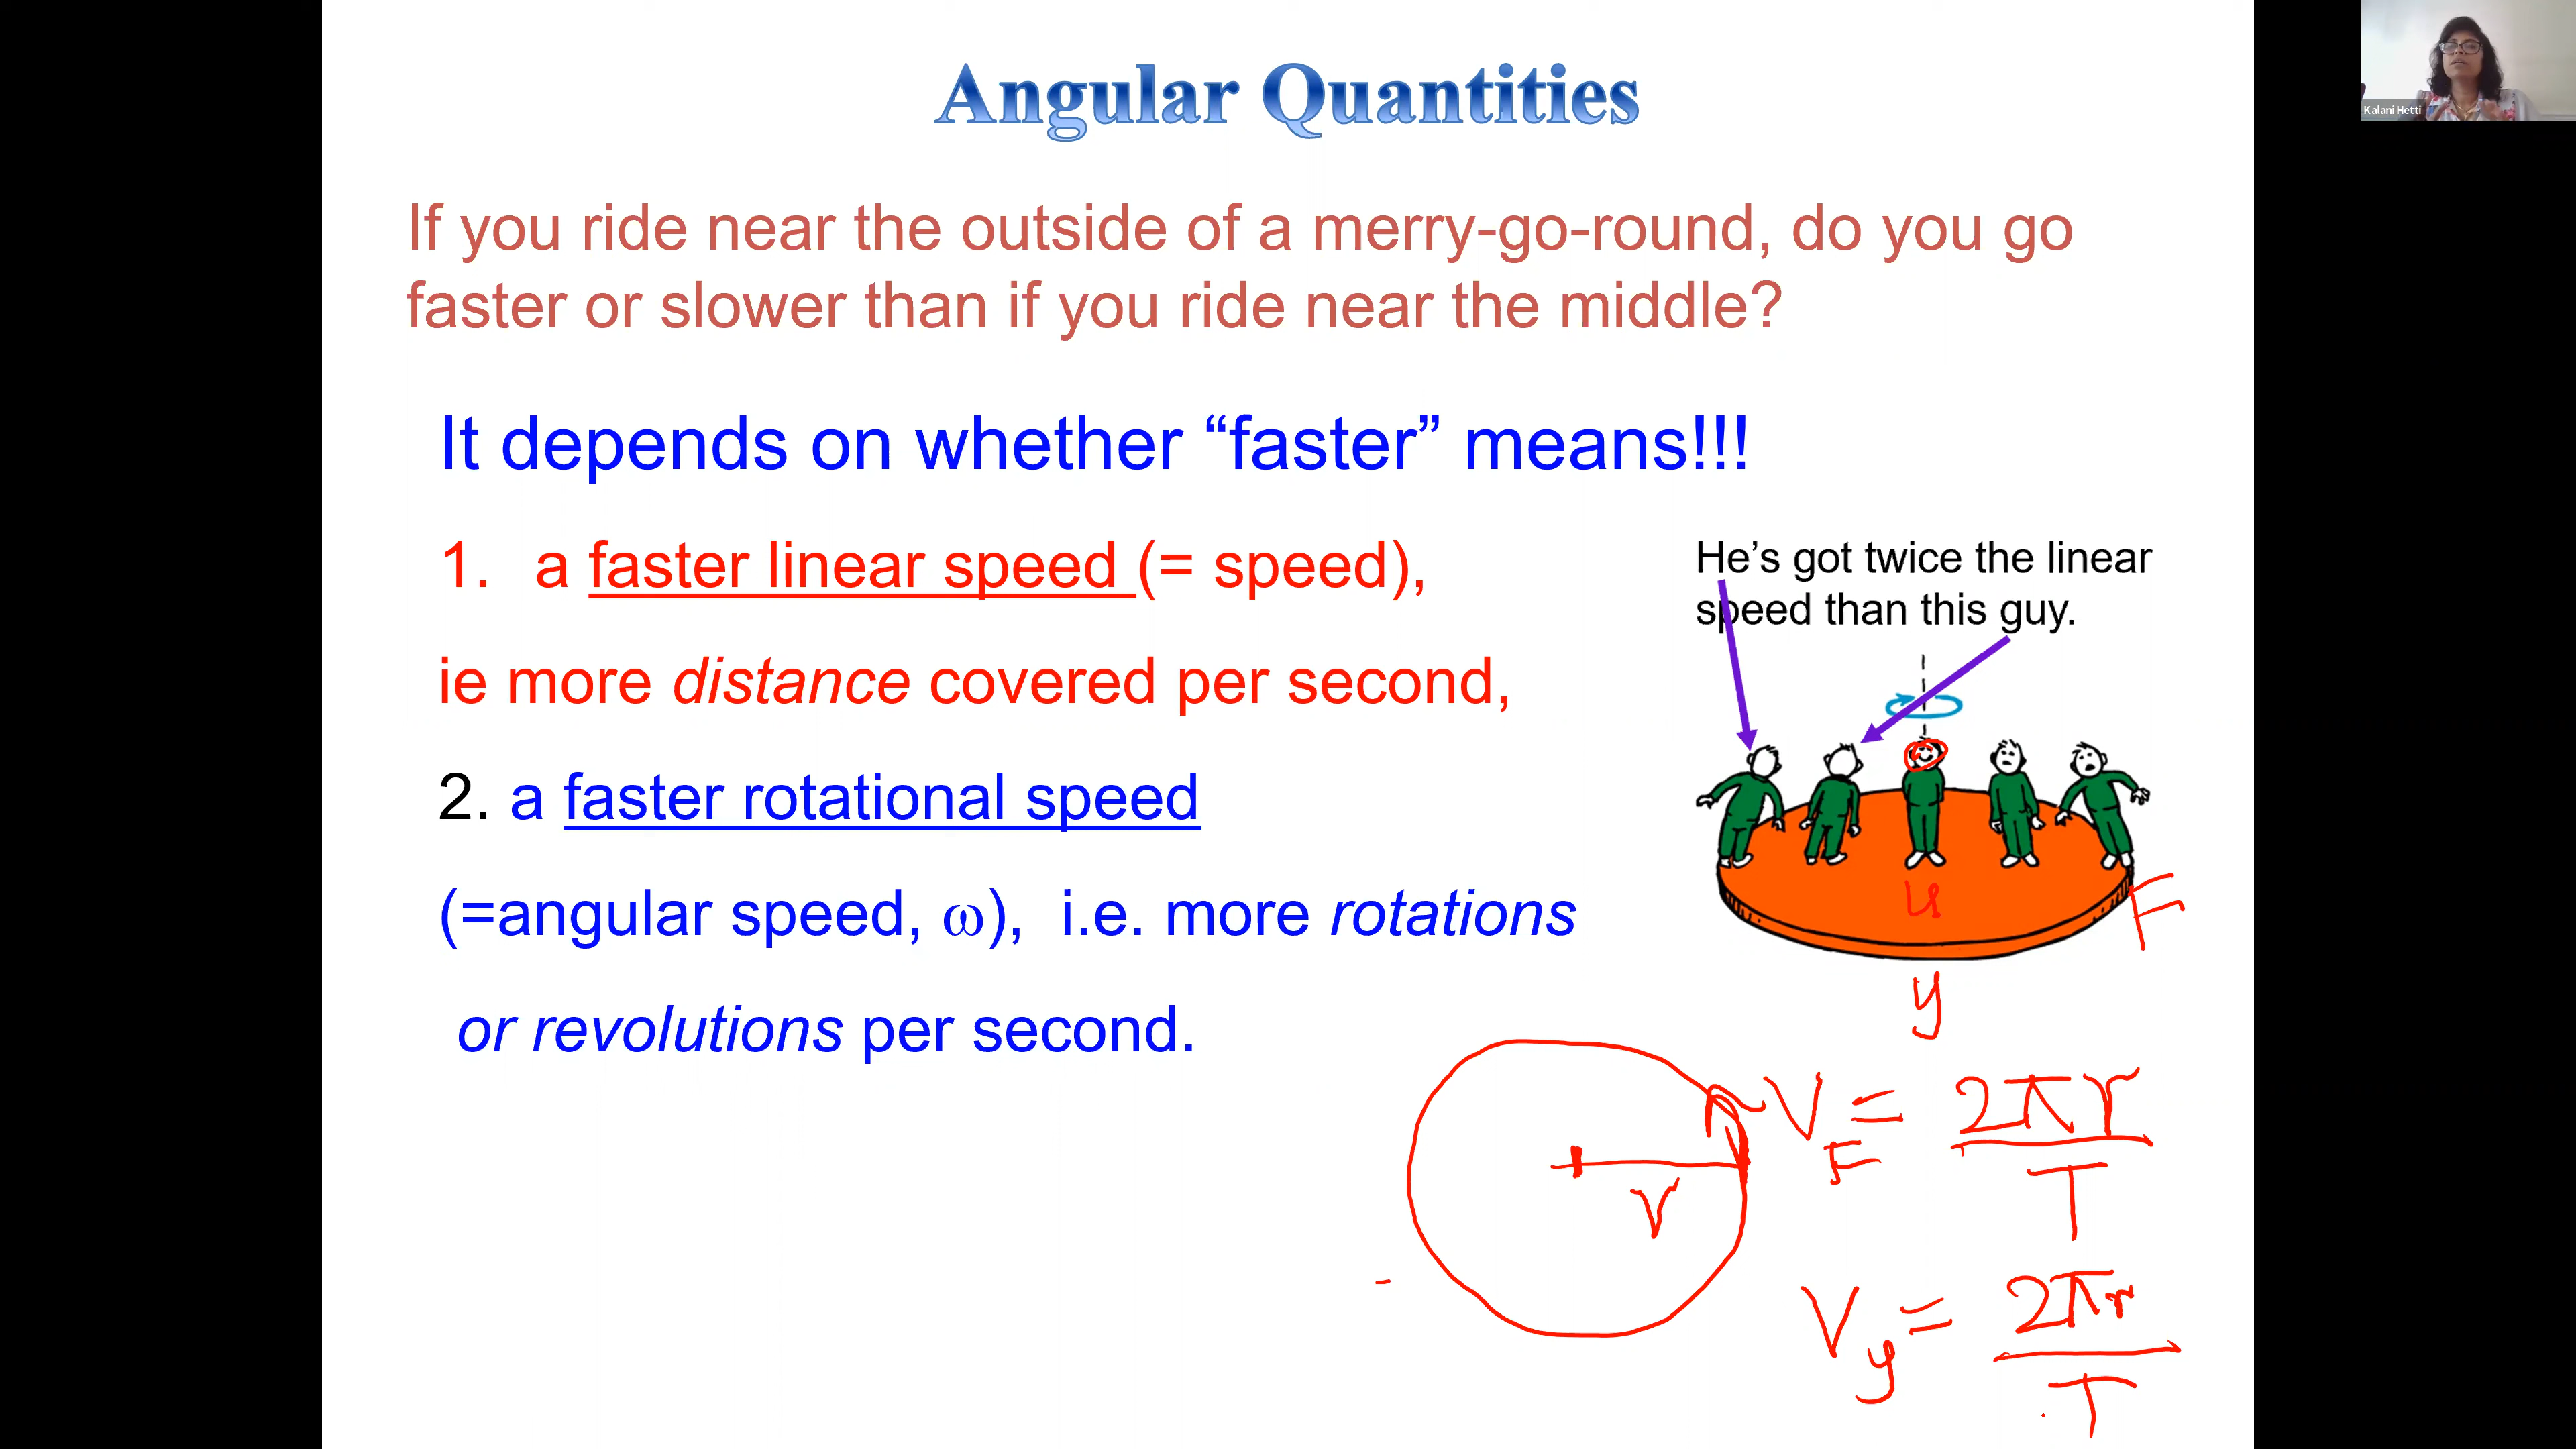 Angular Quantities
Kalani Hetti
If you ride near the outside of a merry-go-round, do you go
faster or slower than if you ride near the middle?
It depends on whether “faster” means!!!
1. a faster linear speed (= speed),
ie more distance covered per second,
2. a faster rotational speed
(=angular speed, ω), i.e. more rotations
or revolutions per second.
He’s got twice the linear
speed than this guy.
F
y
r
V_F = 2πr / T
V_y = 2πr / T